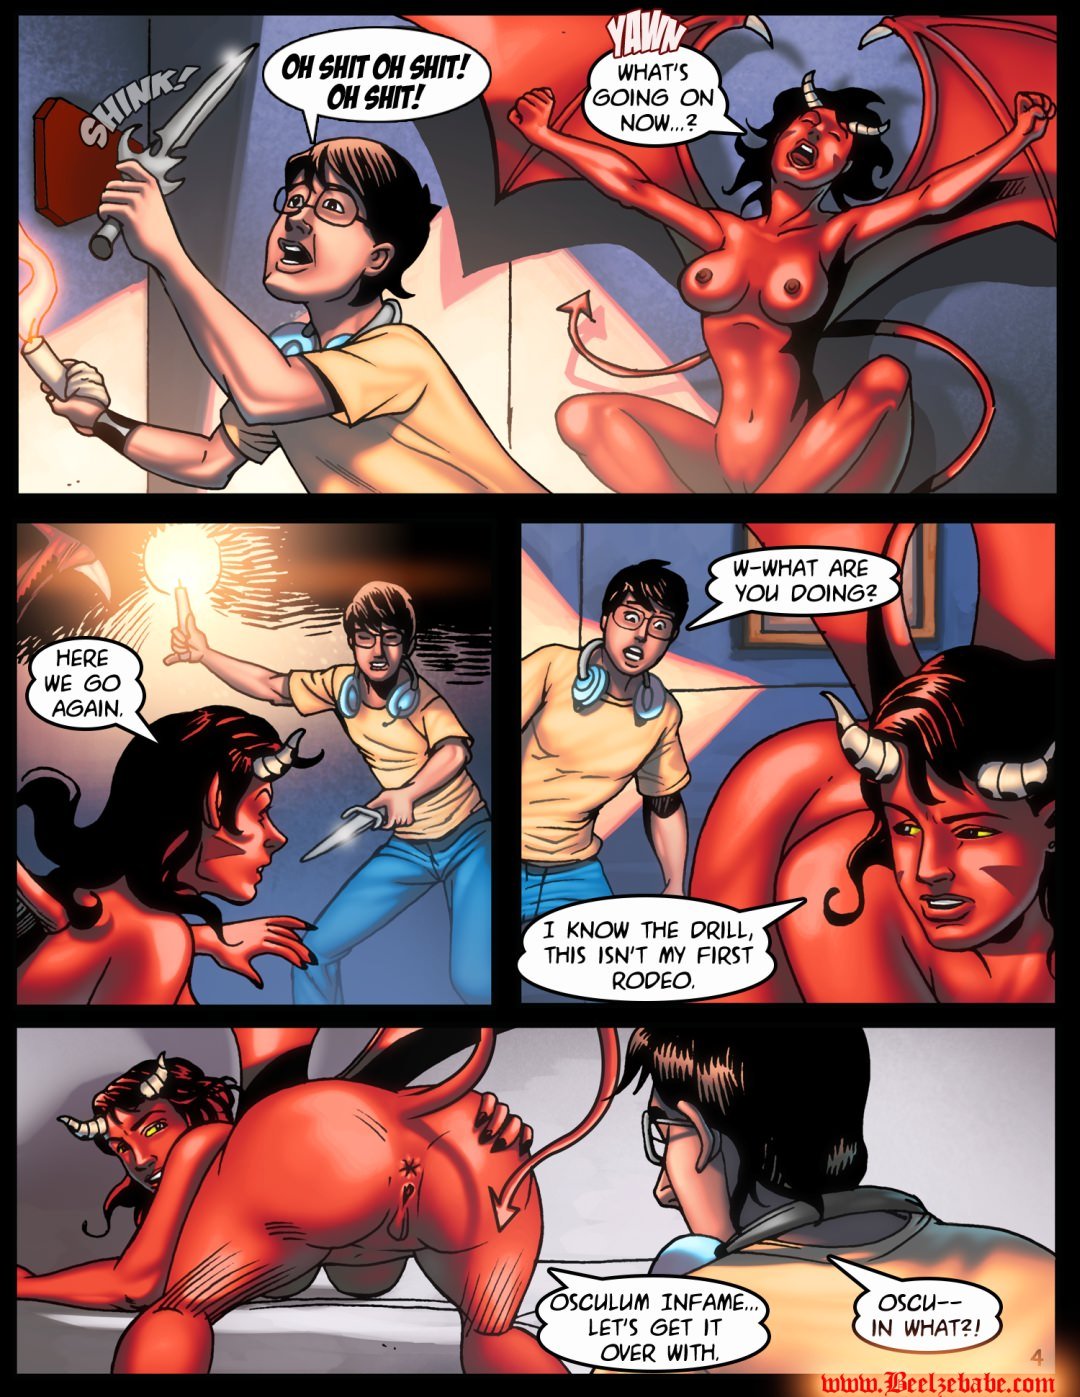 SHINK!
OH SHIT OH SHIT!
OH SHIT!
YAWN
WHAT'S
GOING ON
NOW...?
HERE
WE GO
AGAIN.
W-WHAT ARE
YOU DOING?
I KNOW THE DRILL,
THIS ISN'T MY FIRST
RODEO.
OSCULUM INFAME...
LET'S GET IT
OVER WITH.
OSCU--
IN WHAT?!
4
www.Beelzebabe.com